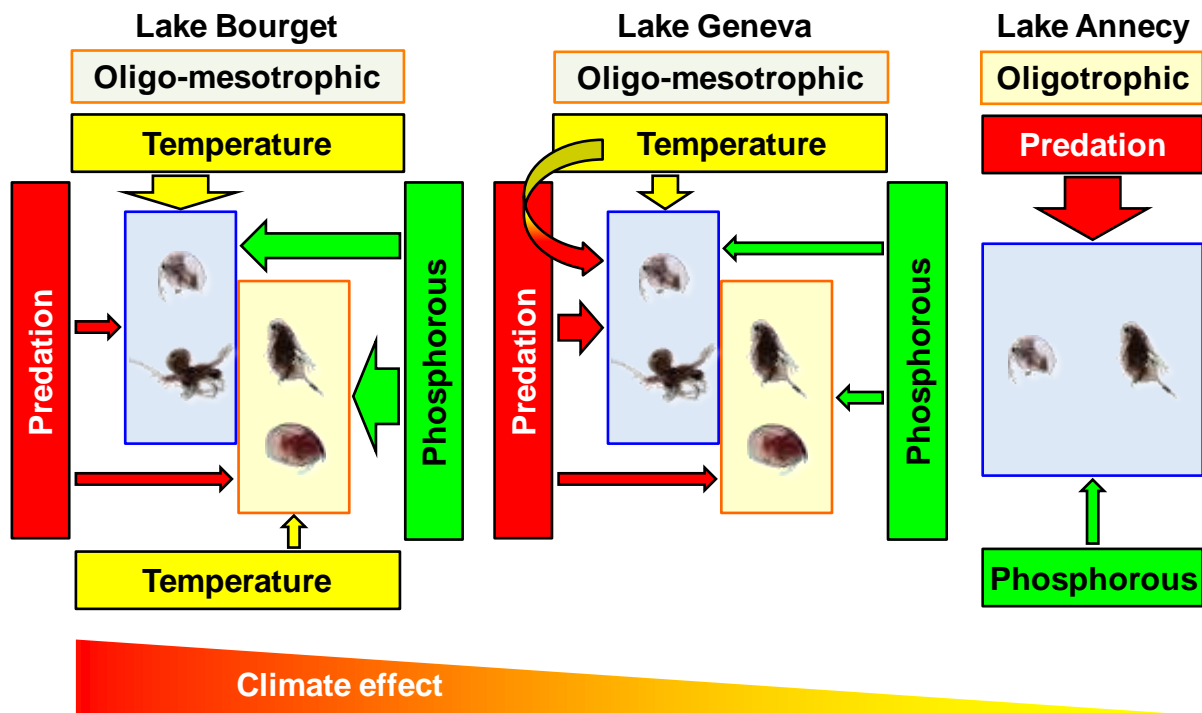 Lake Bourget
Oligo-mesotrophic
Temperature
Predation
Phosphorous
Temperature
Lake Geneva
Oligo-mesotrophic
Temperature
Predation
Phosphorous
Lake Annecy
Oligotrophic
Predation
Phosphorous
Climate effect